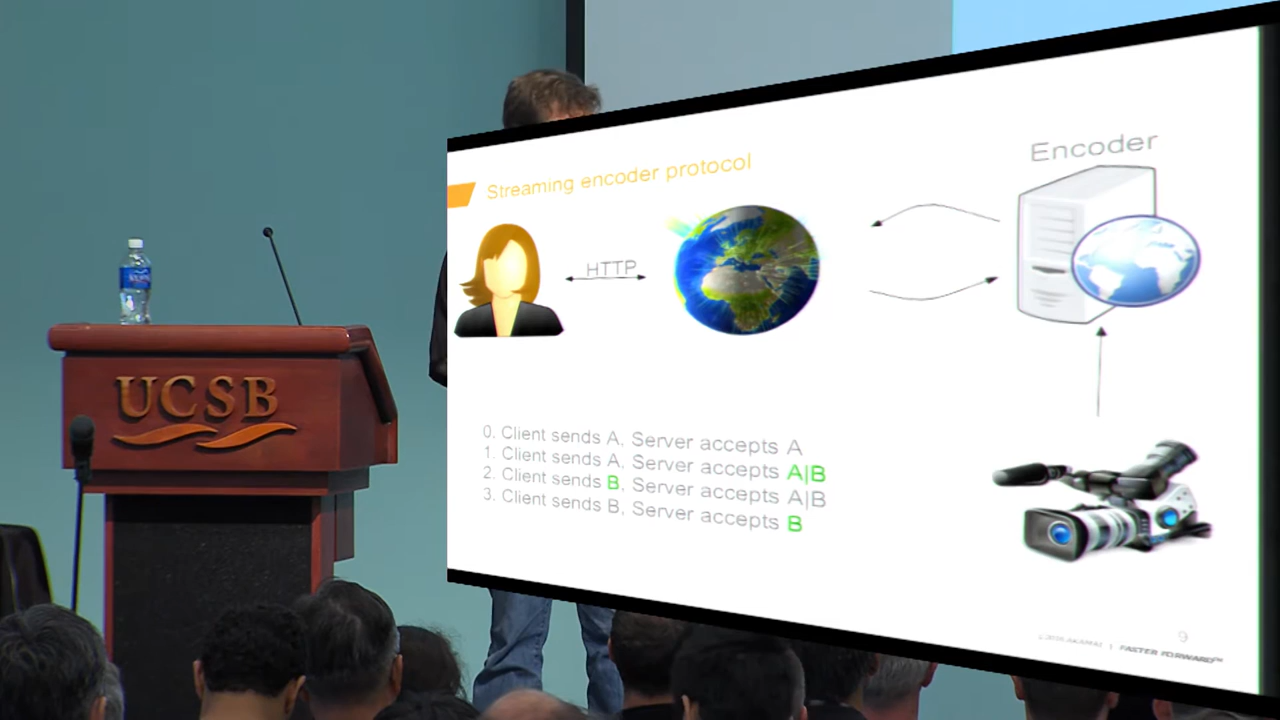 Encoder
Streaming encoder protocol
HTTP
UCSB
0. Client sends A. Server accepts A
1. Client sends A. Server accepts A|B
2. Client sends B. Server accepts A|B
3. Client sends B. Server accepts B
9
| FASTER FORWARD™